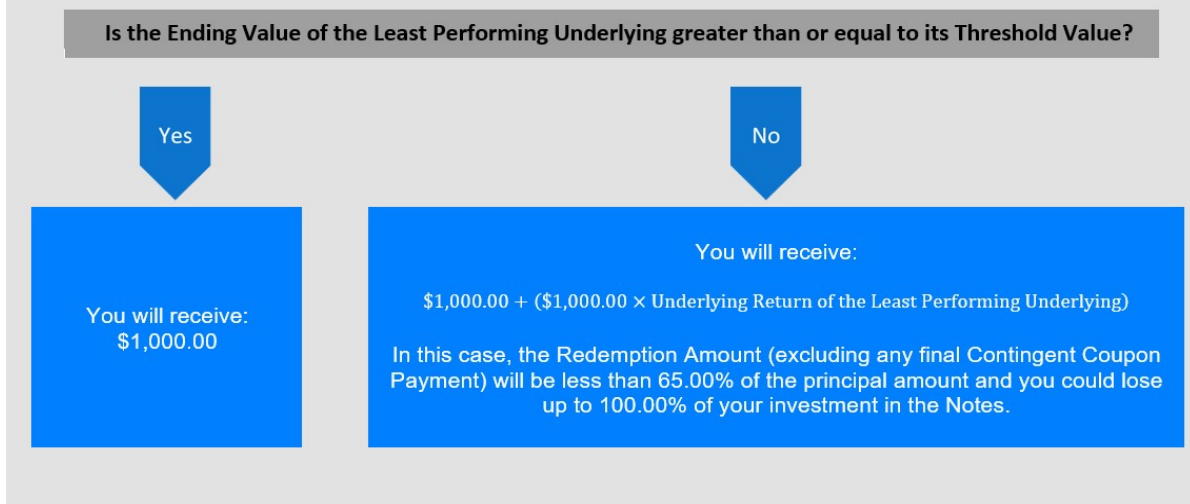 Is the Ending Value of the Least Performing Underlying greater than or equal to its Threshold Value?
Yes
No
You will receive:
$1,000.00
You will receive:
$1,000.00 + ($1,000.00 × Underlying Return of the Least Performing Underlying)
In this case, the Redemption Amount (excluding any final Contingent Coupon
Payment) will be less than 65.00% of the principal amount and you could lose
up to 100.00% of your investment in the Notes.